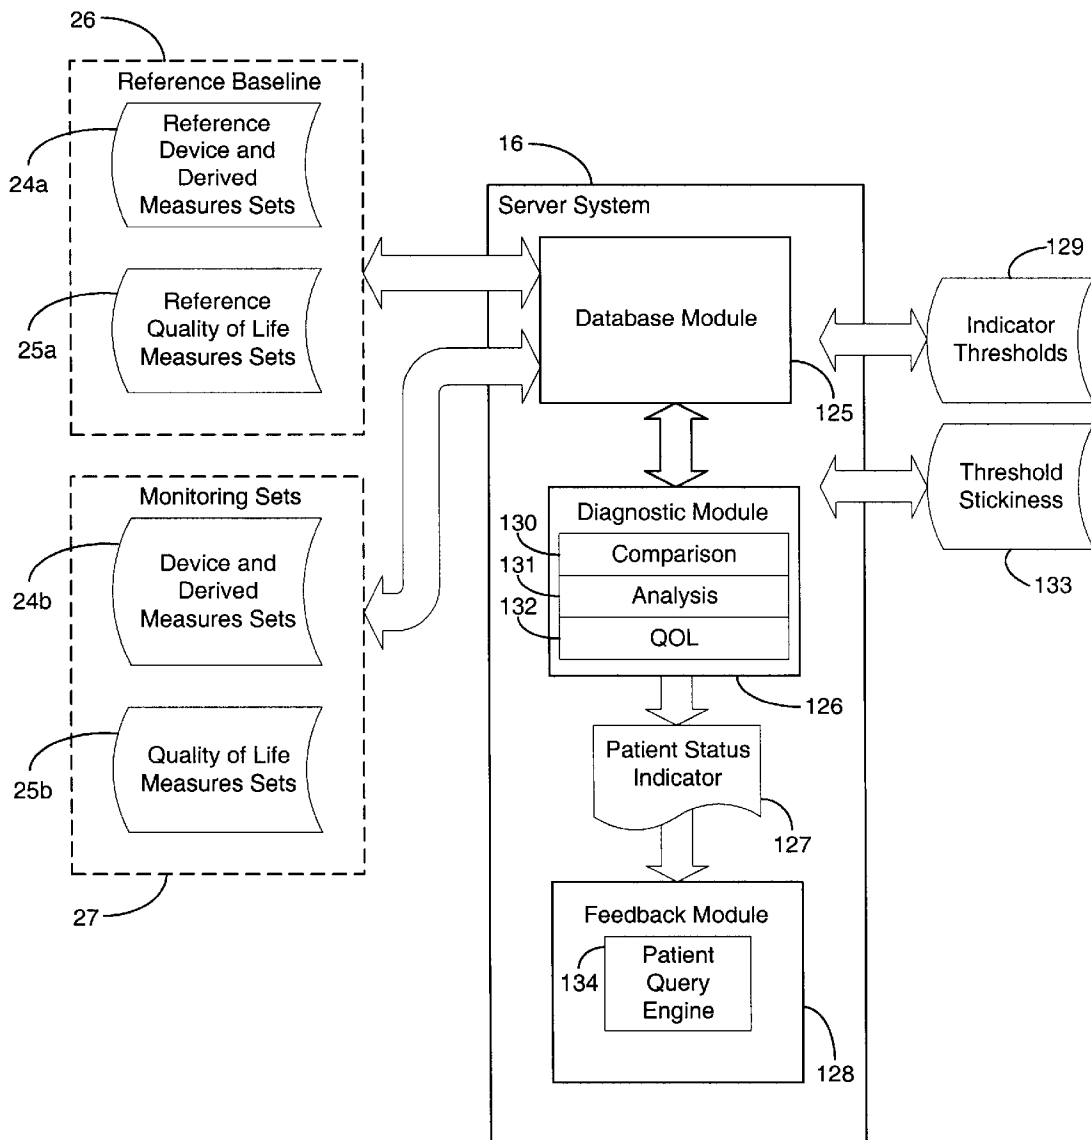 26
Reference Baseline
Reference
Device and
Derived
Measures Sets
24a
Reference
Quality of Life
Measures Sets
25a
Monitoring Sets
Device and
Derived
Measures Sets
24b
Quality of Life
Measures Sets
25b
27
16
Server System
Database Module
125
Diagnostic Module
130
Comparison
131
Analysis
132
QOL
126
Patient Status
Indicator
127
Feedback Module
134
Patient
Query
Engine
128
129
Indicator
Thresholds
Threshold
Stickiness
133